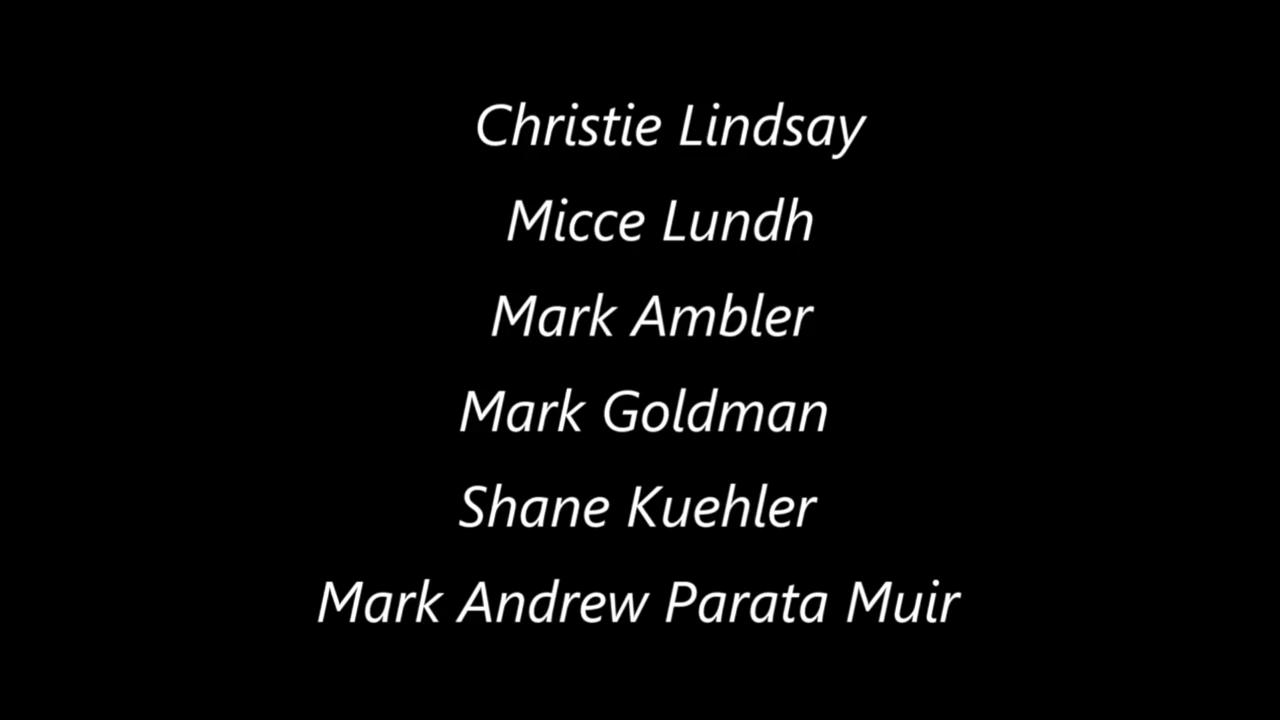 Christie Lindsay
Micce Lundh
Mark Ambler
Mark Goldman
Shane Kuehler
Mark Andrew Parata Muir